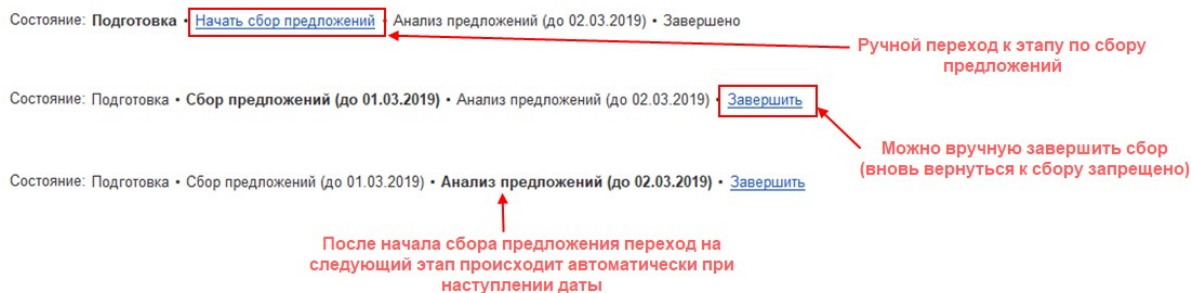 Состояние: Подготовка • Начать сбор предложений • Анализ предложений (до 02.03.2019) • Завершено
Ручной переход к этапу по сбору
предложений
Состояние: Подготовка • Сбор предложений (до 01.03.2019) • Анализ предложений (до 02.03.2019) • Завершить
Можно вручную завершить сбор
(вновь вернуться к сбору запрещено)
Состояние: Подготовка • Сбор предложений (до 01.03.2019) • Анализ предложений (до 02.03.2019) • Завершить
После начала сбора предложения переход на
следующий этап происходит автоматически при
наступлении даты